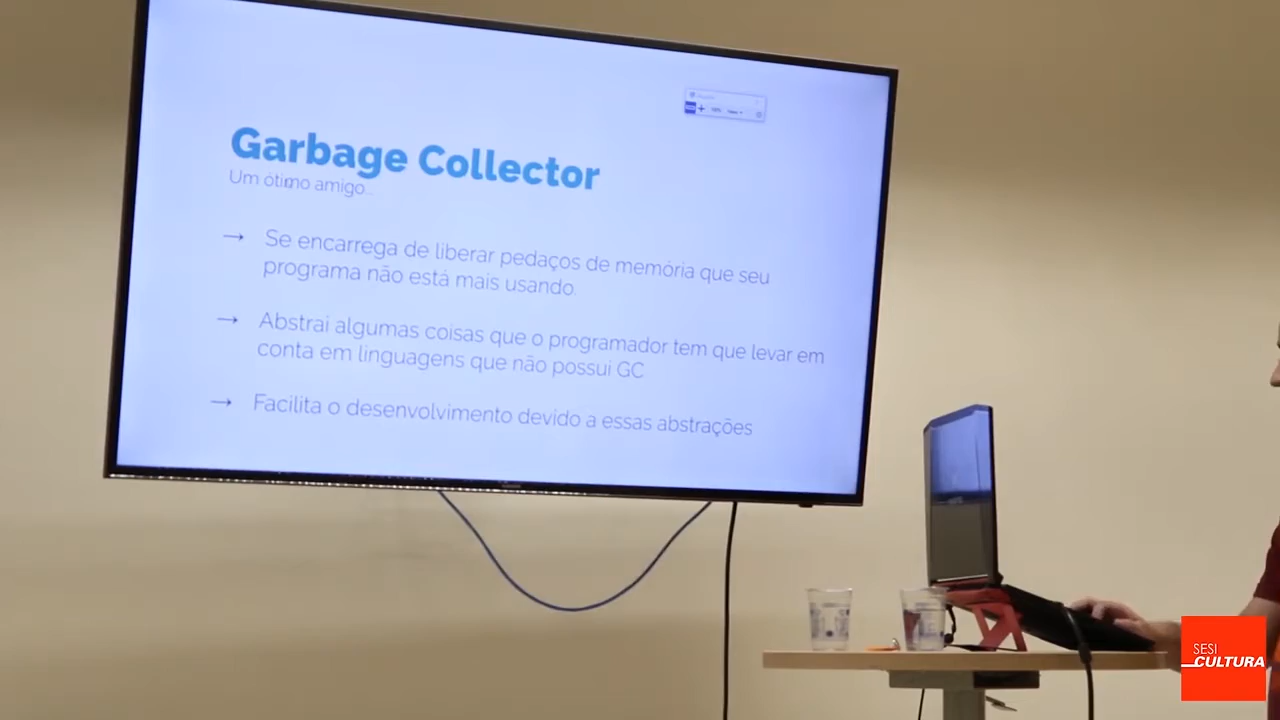 Garbage Collector
Um ótimo amigo...
→ Se encarrega de liberar pedaços de memória que seu
programa não está mais usando.
→ Abstrai algumas coisas que o programador tem que levar em
conta em linguagens que não possui GC
→ Facilita o desenvolvimento devido a essas abstrações
SESI
CULTURA